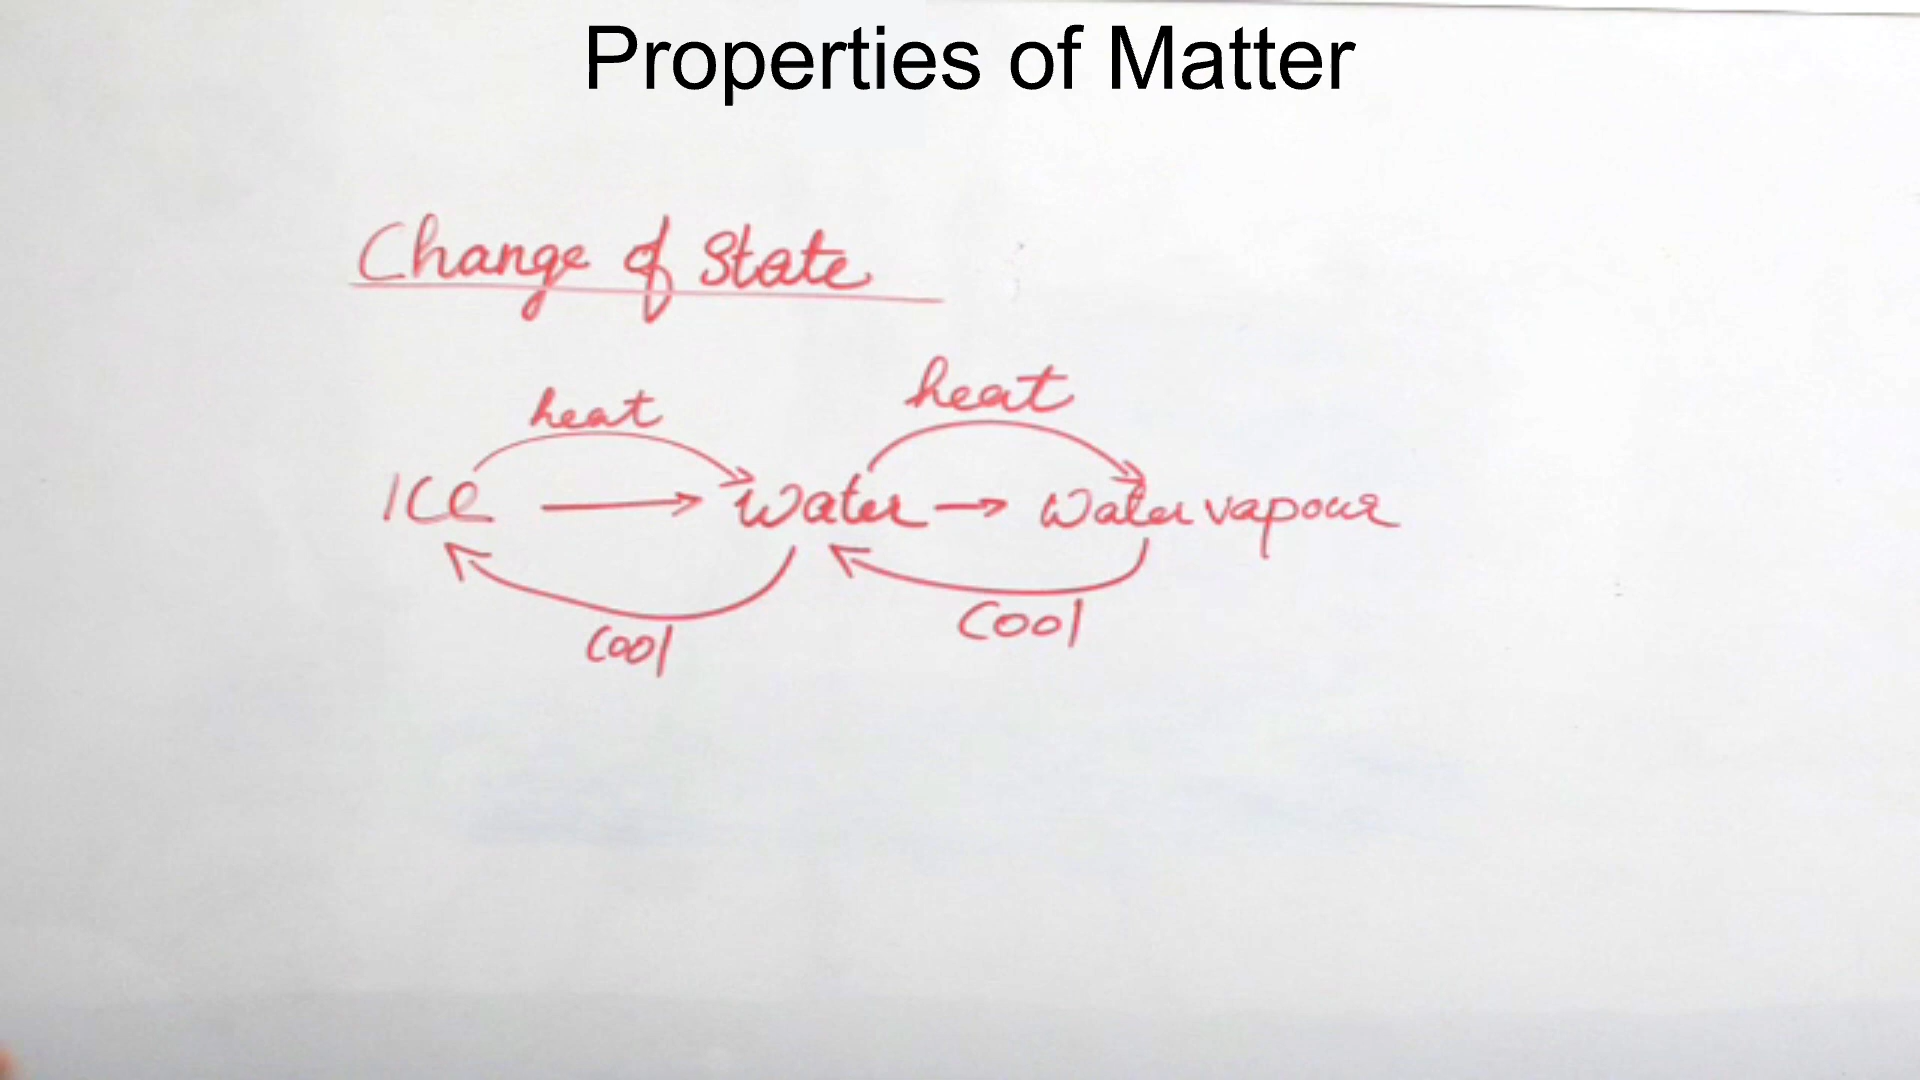 Properties of Matter
Change of State
heat heat
Ice → Water → Water vapour
Cool Cool